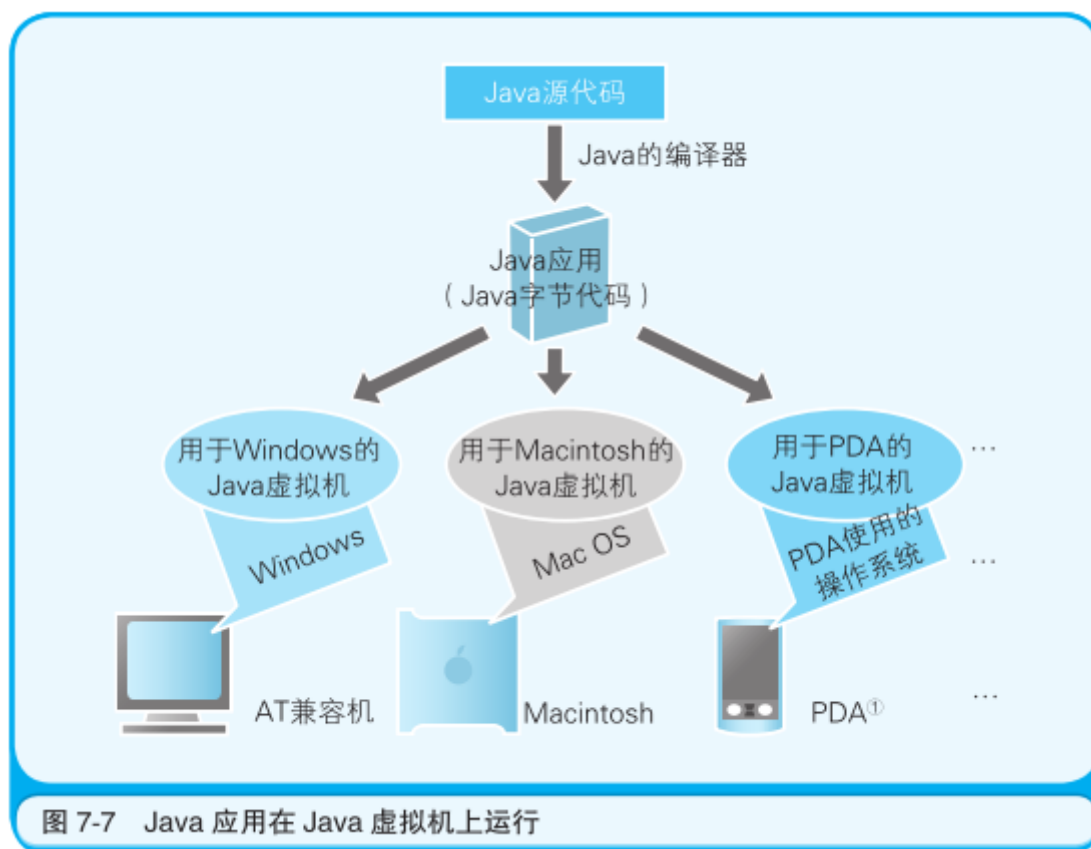 Java源代码
Java的编译器
Java应用
（Java字节代码）
用于Windows的
Java虚拟机
用于Macintosh的
Java虚拟机
用于PDA的
Java虚拟机
…
Windows
Mac OS
PDA使用的
操作系统
…
AT兼容机
Macintosh
PDA①
…
图 7-7 Java 应用在 Java 虚拟机上运行